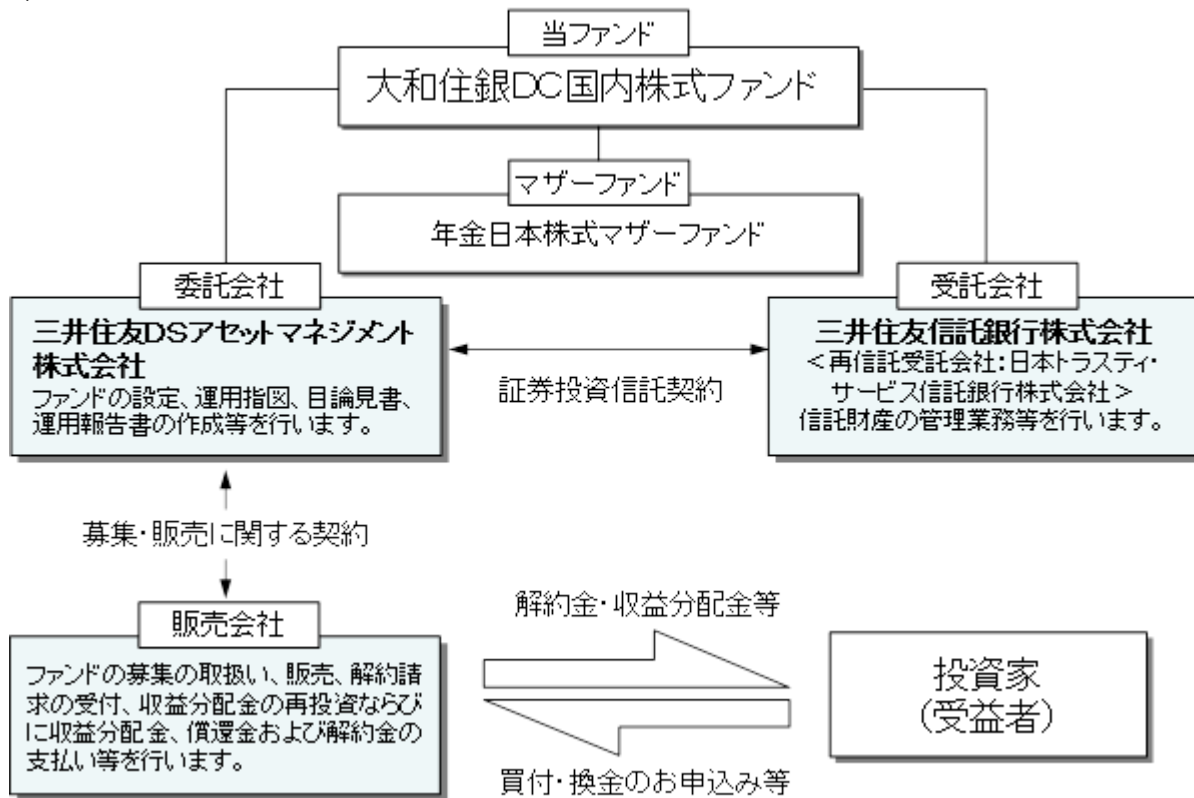 当ファンド
大和住銀DC国内株式ファンド
マザーファンド
年金日本株式マザーファンド
委託会社
三井住友DSアセットマネジメント
株式会社
ファンドの設定、運用指図、目論見書、
運用報告書の作成等を行います。
証券投資信託契約
受託会社
三井住友信託銀行株式会社
<再信託受託会社:日本トラスティ・
サービス信託銀行株式会社>
信託財産の管理業務等を行います。
募集・販売に関する契約
販売会社
ファンドの募集の取扱い、販売、解約請
求の受付、収益分配金の再投資ならび
に収益分配金、償還金および解約金の
支払い等を行います。
解約金・収益分配金等
買付・換金のお申込み等
投資家
(受益者)